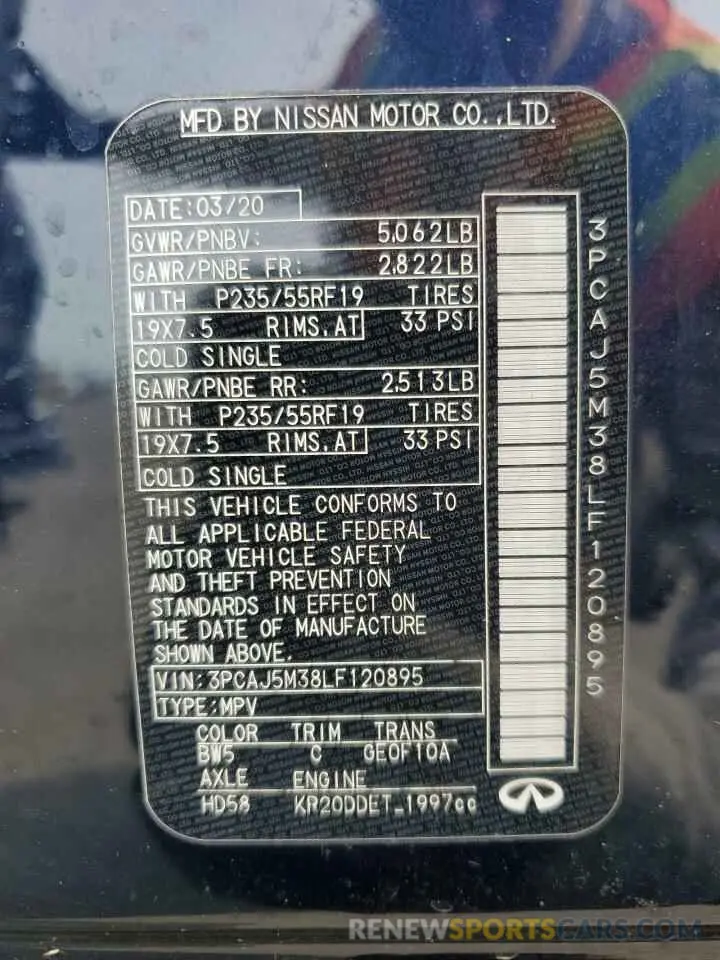 MFD BY NISSAN MOTOR CO.,LTD.
DATE:03/20
GVWR/PNBV: 5,062LB
GAWR/PNBE FR: 2,822LB
WITH P235/55RF19 TIRES
19X7.5 RIMS,AT 33 PSI
COLD SINGLE
GAWR/PNBE RR: 2,513LB
WITH P235/55RF19 TIRES
19X7.5 RIMS,AT 33 PSI
COLD SINGLE
THIS VEHICLE CONFORMS TO
ALL APPLICABLE FEDERAL
MOTOR VEHICLE SAFETY
AND THEFT PREVENTION
STANDARDS IN EFFECT ON
THE DATE OF MANUFACTURE
SHOWN ABOVE.
VIN:3PCAJ5M38LF120895
TYPE:MPV
COLOR TRIM TRANS
BW5 C GE0F10A
AXLE ENGINE
HD58 KR20DDET_1997cc
3PCAJ5M38LF120895
RENEWSPORTSCARS.COM